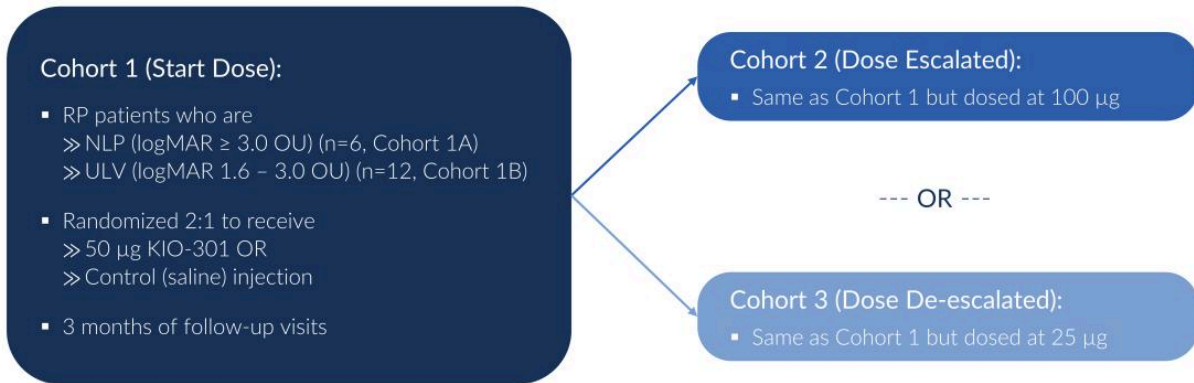 Cohort 1 (Start Dose):
▪ RP patients who are
≫ NLP (logMAR ≥ 3.0 OU) (n=6, Cohort 1A)
≫ ULV (logMAR 1.6 – 3.0 OU) (n=12, Cohort 1B)
▪ Randomized 2:1 to receive
≫ 50 µg KIO-301 OR
≫ Control (saline) injection
▪ 3 months of follow-up visits
Cohort 2 (Dose Escalated):
▪ Same as Cohort 1 but dosed at 100 µg
--- OR ---
Cohort 3 (Dose De-escalated):
▪ Same as Cohort 1 but dosed at 25 µg